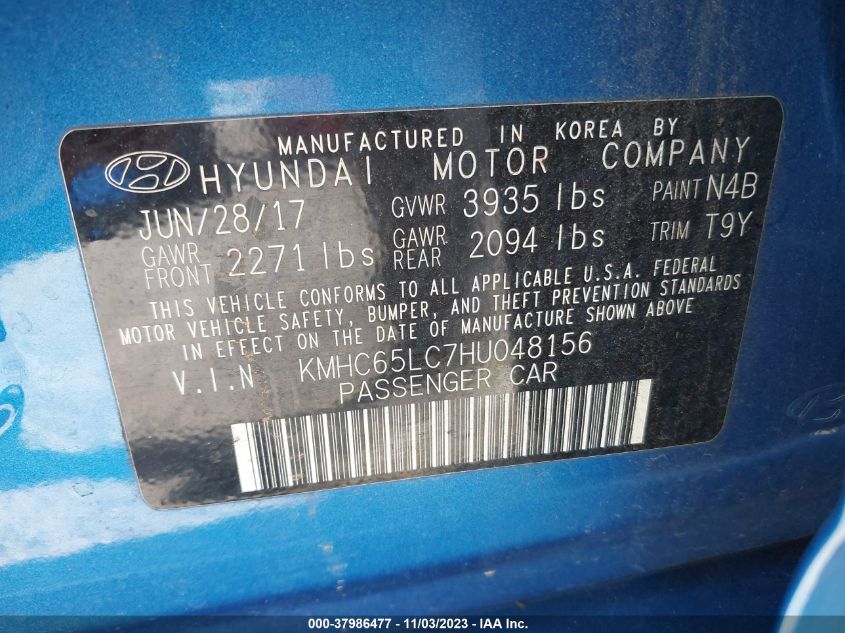 MANUFACTURED IN KOREA BY
HYUNDAI MOTOR COMPANY
JUN/28/17 GVWR 3935 lbs PAINT N4B
GAWR FRONT 2271 lbs GAWR REAR 2094 lbs TRIM T9Y
THIS VEHICLE CONFORMS TO ALL APPLICABLE U.S.A. FEDERAL
MOTOR VEHICLE SAFETY, BUMPER, AND THEFT PREVENTION STANDARDS
IN EFFECT ON THE DATE OF MANUFACTURE SHOWN ABOVE
V.I.N KMHC65LC7HU048156
PASSENGER CAR
000-37986477 - 11/03/2023 - IAA Inc.